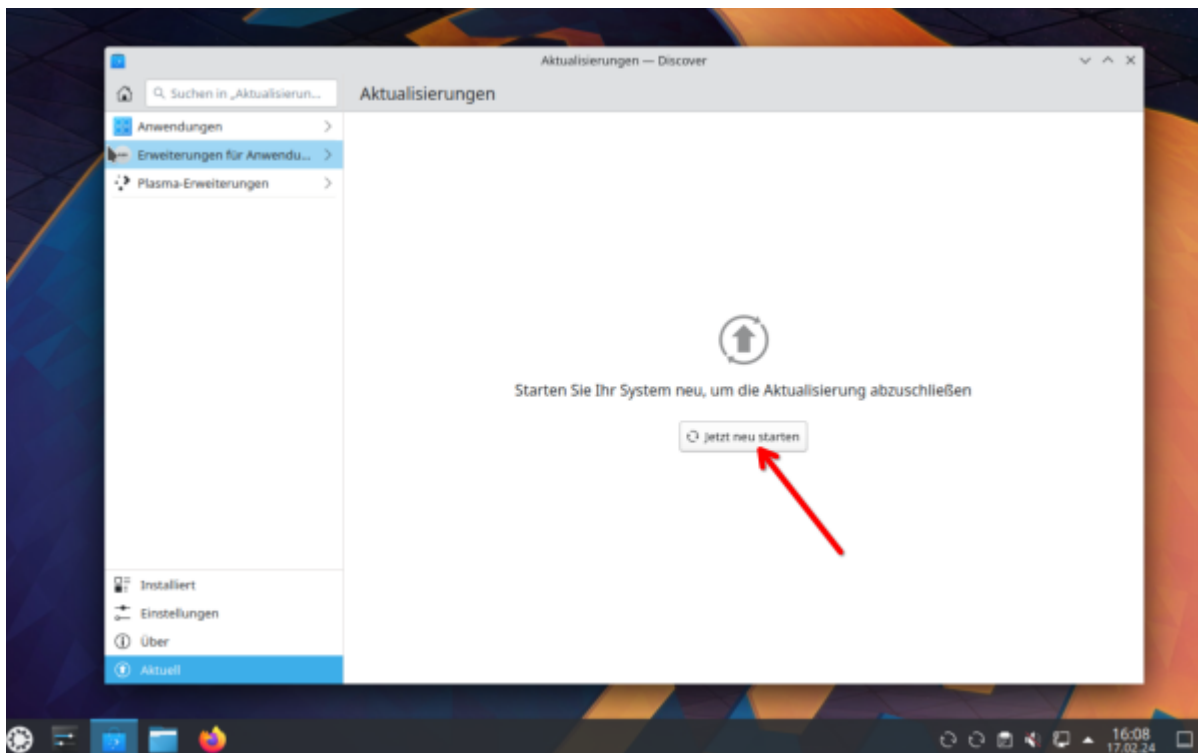 Aktualisierungen — Discover
Suchen in „Aktualisierun...
Aktualisierungen
Anwendungen
Erweiterungen für Anwendu...
Plasma-Erweiterungen
Starten Sie Ihr System neu, um die Aktualisierung abzuschließen
Jetzt neu starten
Installiert
Einstellungen
Über
Aktuell
16:08
17.02.24